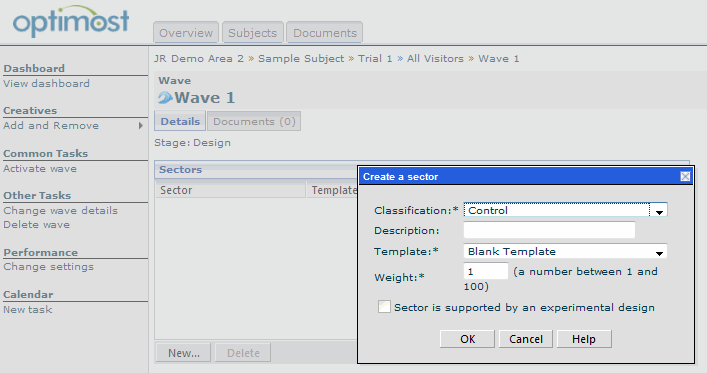 optimost
Overview Subjects Documents
JR Demo Area 2 » Sample Subject » Trial 1 » All Visitors » Wave 1
Dashboard
View dashboard
Creatives
Add and Remove
Common Tasks
Activate wave
Other Tasks
Change wave details
Delete wave
Performance
Change settings
Calendar
New task
Wave
Wave 1
Details Documents (0)
Stage: Design
Sectors
Sector Template
New... Delete
Create a sector
Classification:* Control
Description:
Template:* Blank Template
Weight:* 1 (a number between 1 and
100)
Sector is supported by an experimental design
OK Cancel Help